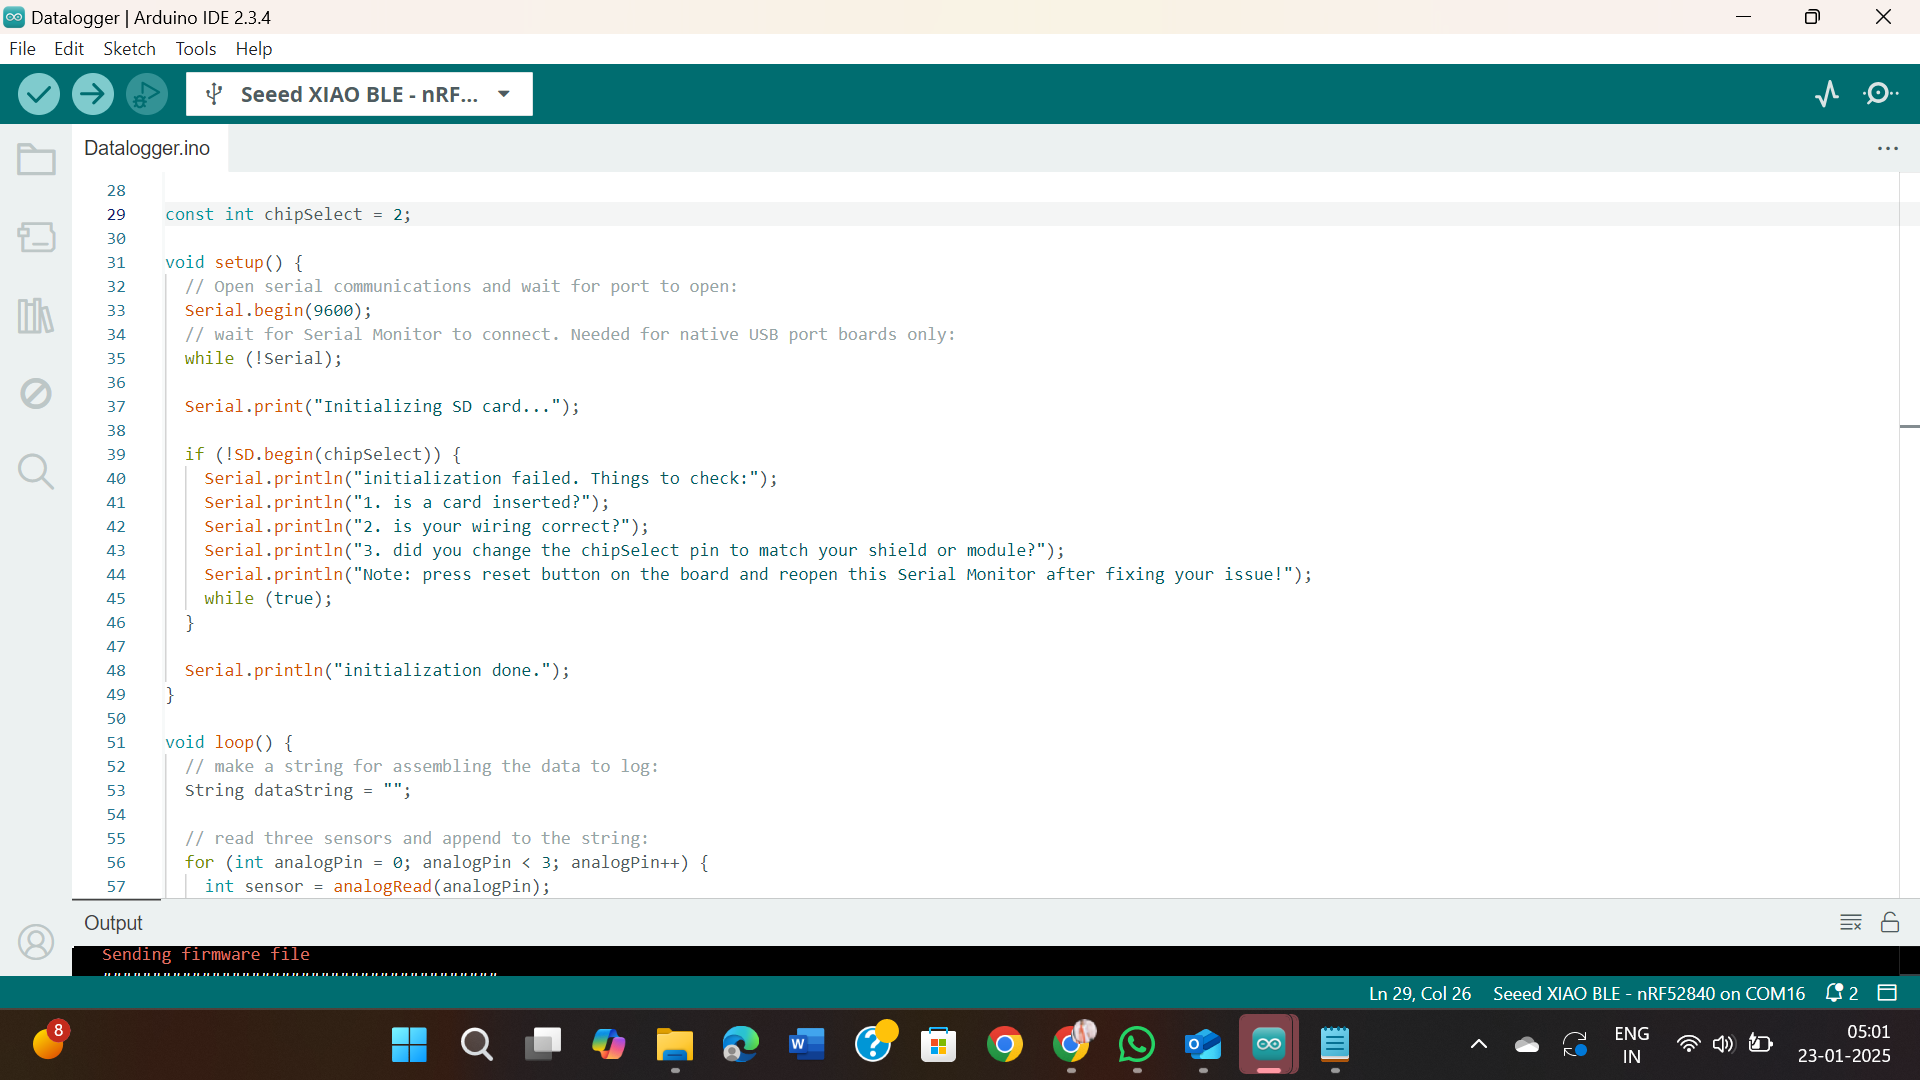 Datalogger | Arduino IDE 2.3.4
File Edit Sketch Tools Help
Seeed XIAO BLE - nRF...
Datalogger.ino
28
29 const int chipSelect = 2;
30
31 void setup() {
32 // Open serial communications and wait for port to open:
33 Serial.begin(9600);
34 // wait for Serial Monitor to connect. Needed for native USB port boards only:
35 while (!Serial);
36
37 Serial.print("Initializing SD card...");
38
39 if (!SD.begin(chipSelect)) {
40 Serial.println("initialization failed. Things to check:");
41 Serial.println("1. is a card inserted?");
42 Serial.println("2. is your wiring correct?");
43 Serial.println("3. did you change the chipSelect pin to match your shield or module?");
44 Serial.println("Note: press reset button on the board and reopen this Serial Monitor after fixing your issue!");
45 while (true);
46 }
47
48 Serial.println("initialization done.");
49 }
50
51 void loop() {
52 // make a string for assembling the data to log:
53 String dataString = "";
54
55 // read three sensors and append to the string:
56 for (int analogPin = 0; analogPin < 3; analogPin++) {
57 int sensor = analogRead(analogPin);
Output
Sending firmware file
Ln 29, Col 26 Seeed XIAO BLE - nRF52840 on COM16 2
8
ENG
IN
05:01
23-01-2025